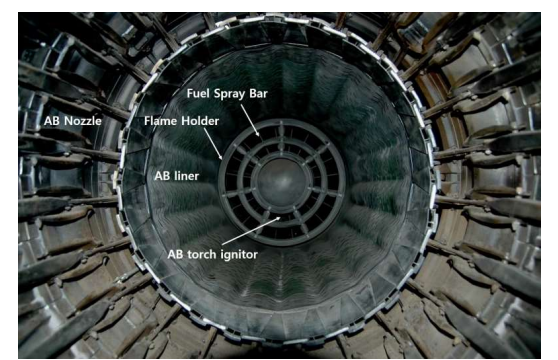 Fuel Spray Bar
AB Nozzle
Flame Holder
AB liner
AB torch ignitor